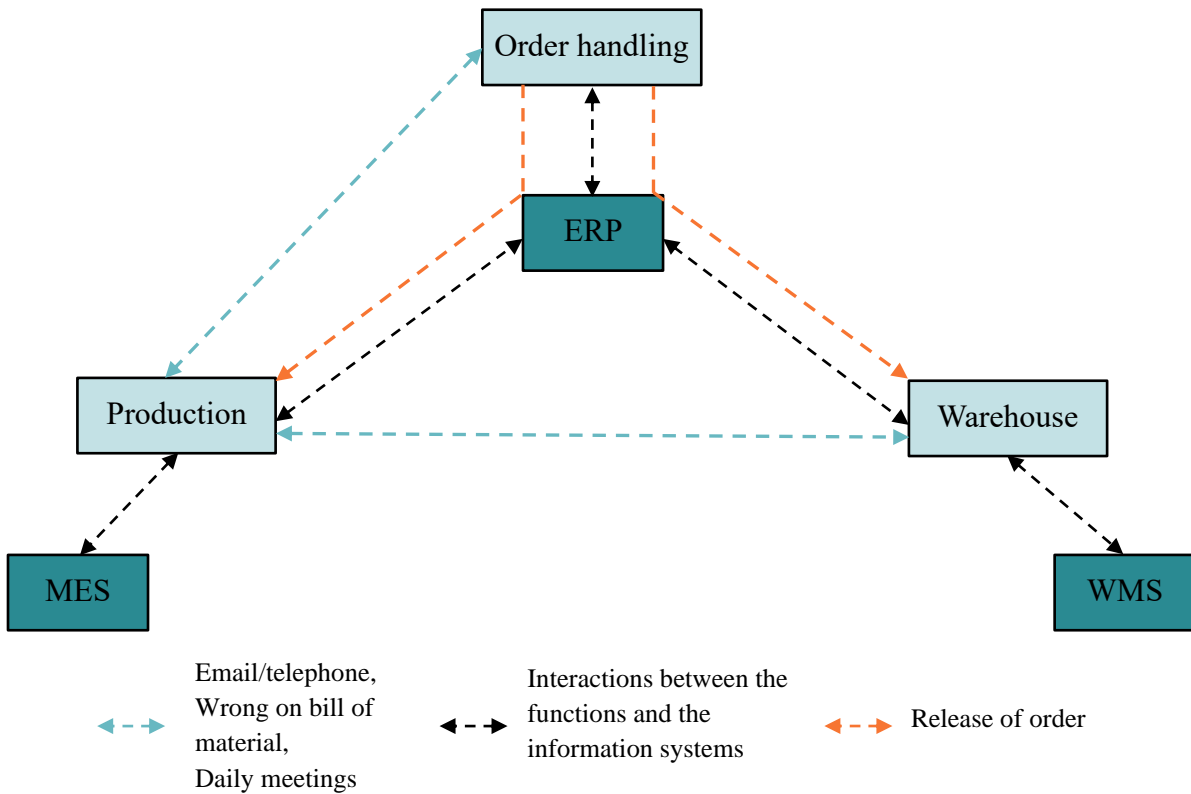 Order handling
ERP
Production
Warehouse
MES
WMS
Email/telephone,
Wrong on bill of
material,
Daily meetings
Interactions between the
functions and the
information systems
Release of order